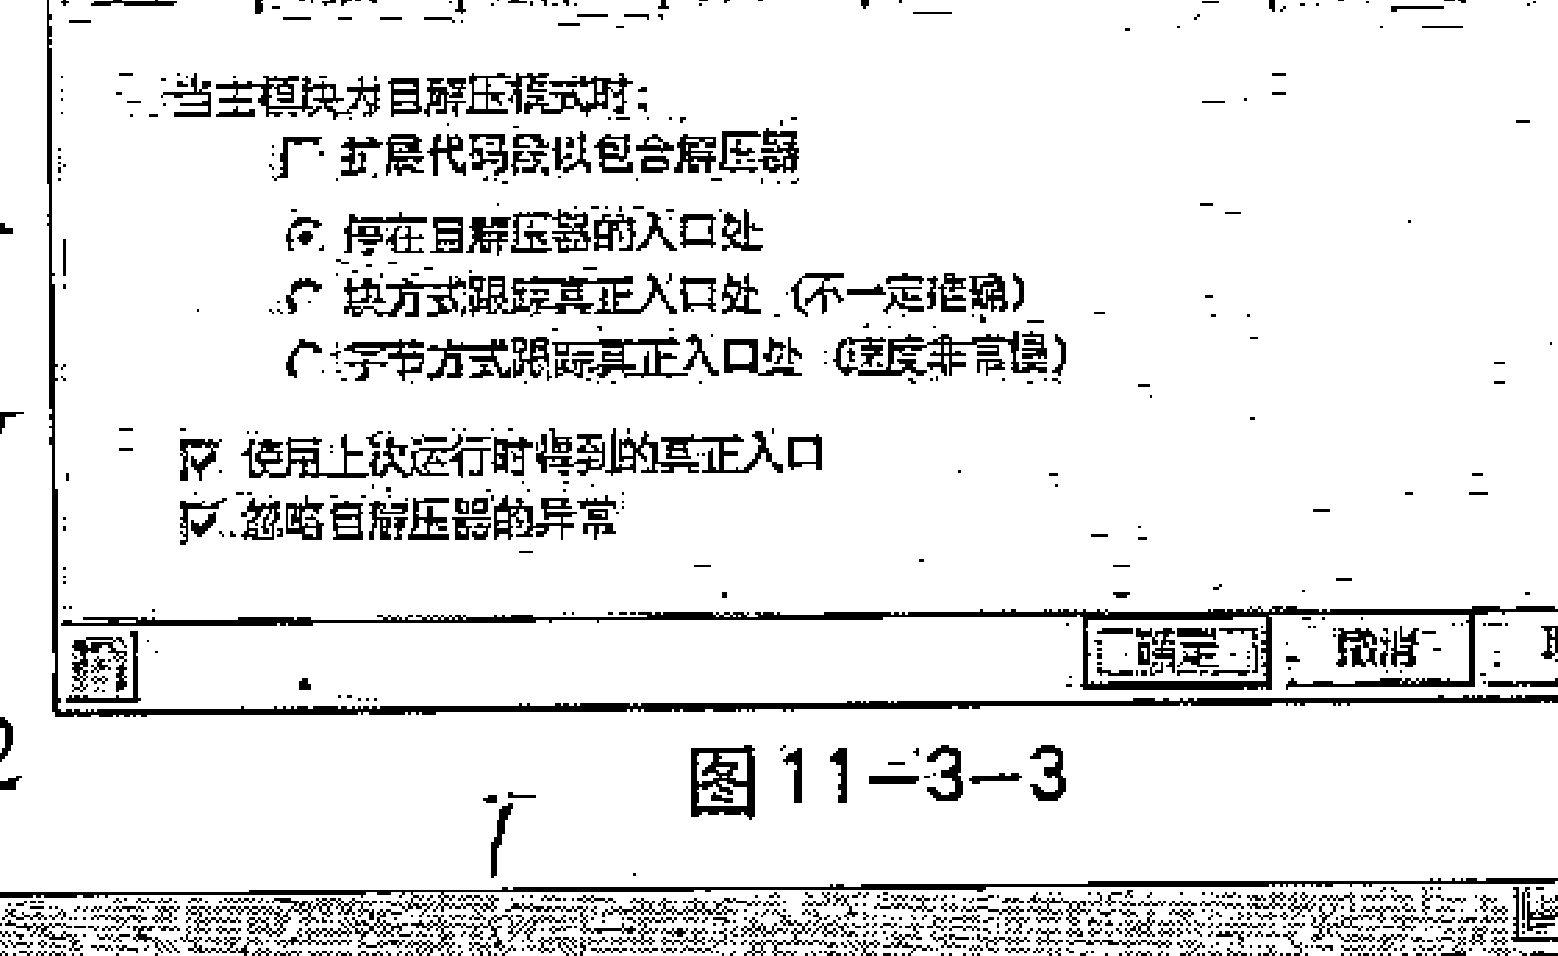 当主模块为自解压模式时:
扩展代码段以包含解压器
停在自解压器的入口处
块方式跟踪真正入口处 (不一定准确)
字节方式跟踪真正入口处 (速度非常慢)
使用上次运行时得到的真正入口
忽略自解压器的异常
确定 撤消
图11-3-3